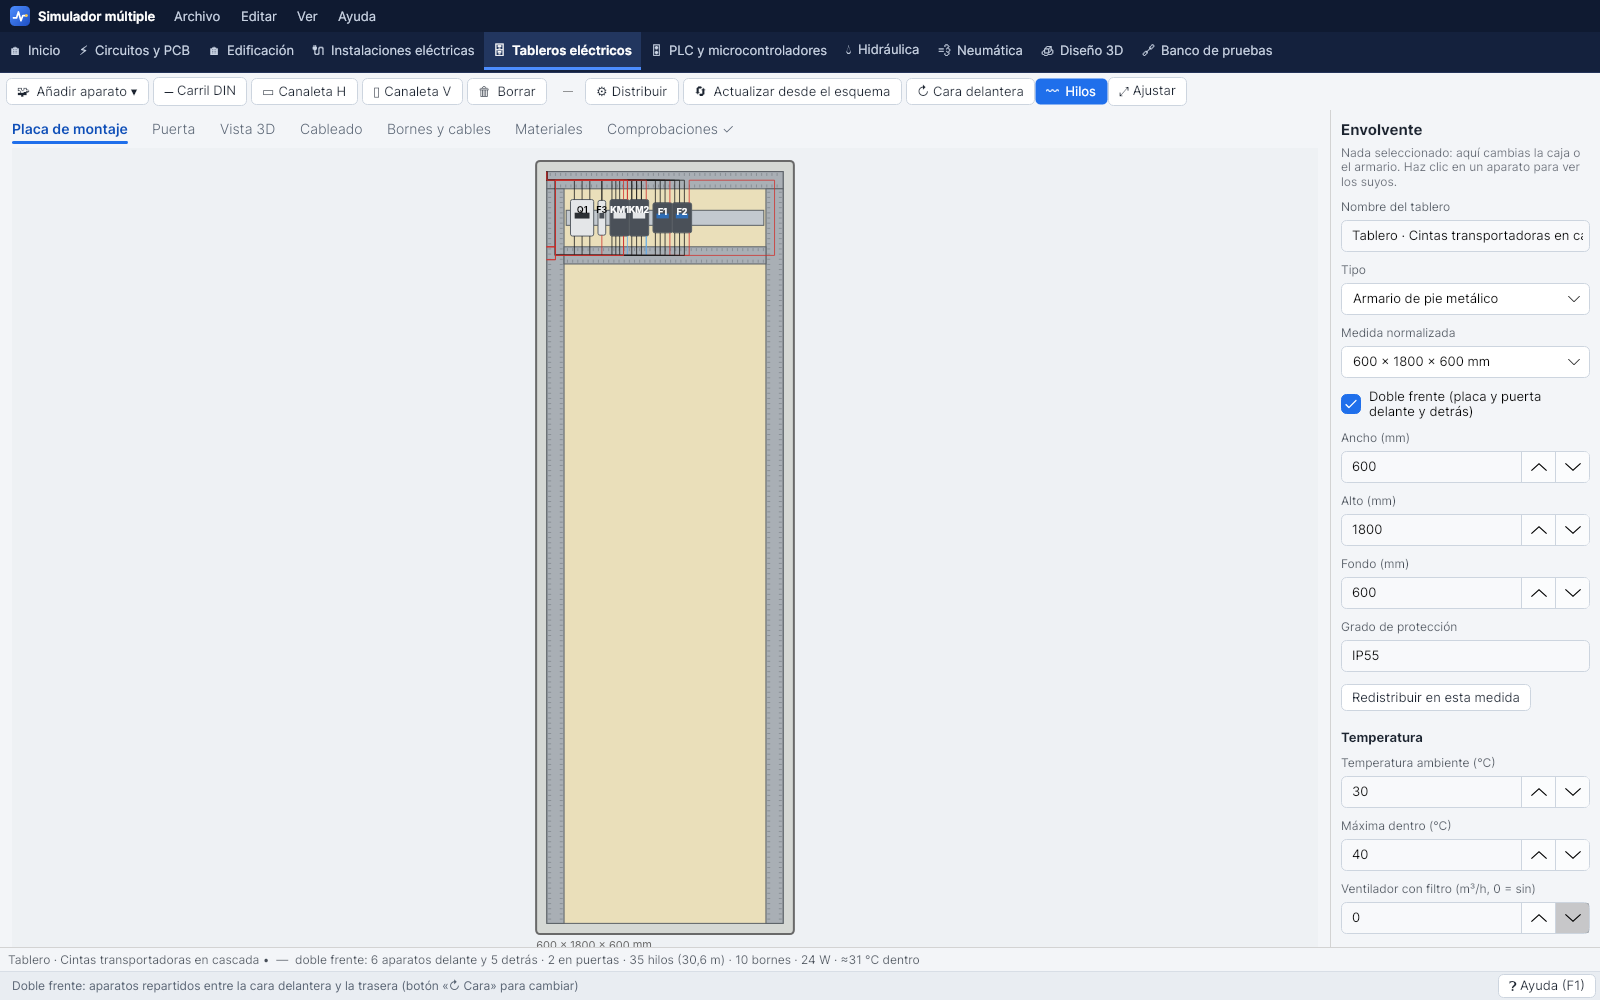 Simulador múltiple Archivo Editar Ver Ayuda
Inicio Circuitos y PCB Edificación Instalaciones eléctricas Tableros eléctricos PLC y microcontroladores Hidráulica Neumática Diseño 3D Banco de pruebas
Añadir aparato ▾ — Carril DIN Canaleta H Canaleta V Borrar — Distribuir Actualizar desde el esquema Cara delantera Hilos Ajustar
Placa de montaje Puerta Vista 3D Cableado Bornes y cables Materiales Comprobaciones ✓
Q1 F3 KM1 KM2 F1 F2
600 × 1800 × 600 mm
Envolvente
Nada seleccionado: aquí cambias la caja o
el armario. Haz clic en un aparato para ver
los suyos.
Nombre del tablero
Tablero · Cintas transportadoras en ca
Tipo
Armario de pie metálico
Medida normalizada
600 × 1800 × 600 mm
Doble frente (placa y puerta
delante y detrás)
Ancho (mm)
600
Alto (mm)
1800
Fondo (mm)
600
Grado de protección
IP55
Redistribuir en esta medida
Temperatura
Temperatura ambiente (°C)
30
Máxima dentro (°C)
40
Ventilador con filtro (m³/h, 0 = sin)
0
Tablero · Cintas transportadoras en cascada • — doble frente: 6 aparatos delante y 5 detrás · 2 en puertas · 35 hilos (30,6 m) · 10 bornes · 24 W · ≈31 °C dentro
Doble frente: aparatos repartidos entre la cara delantera y la trasera (botón «↻ Cara» para cambiar)
? Ayuda (F1)